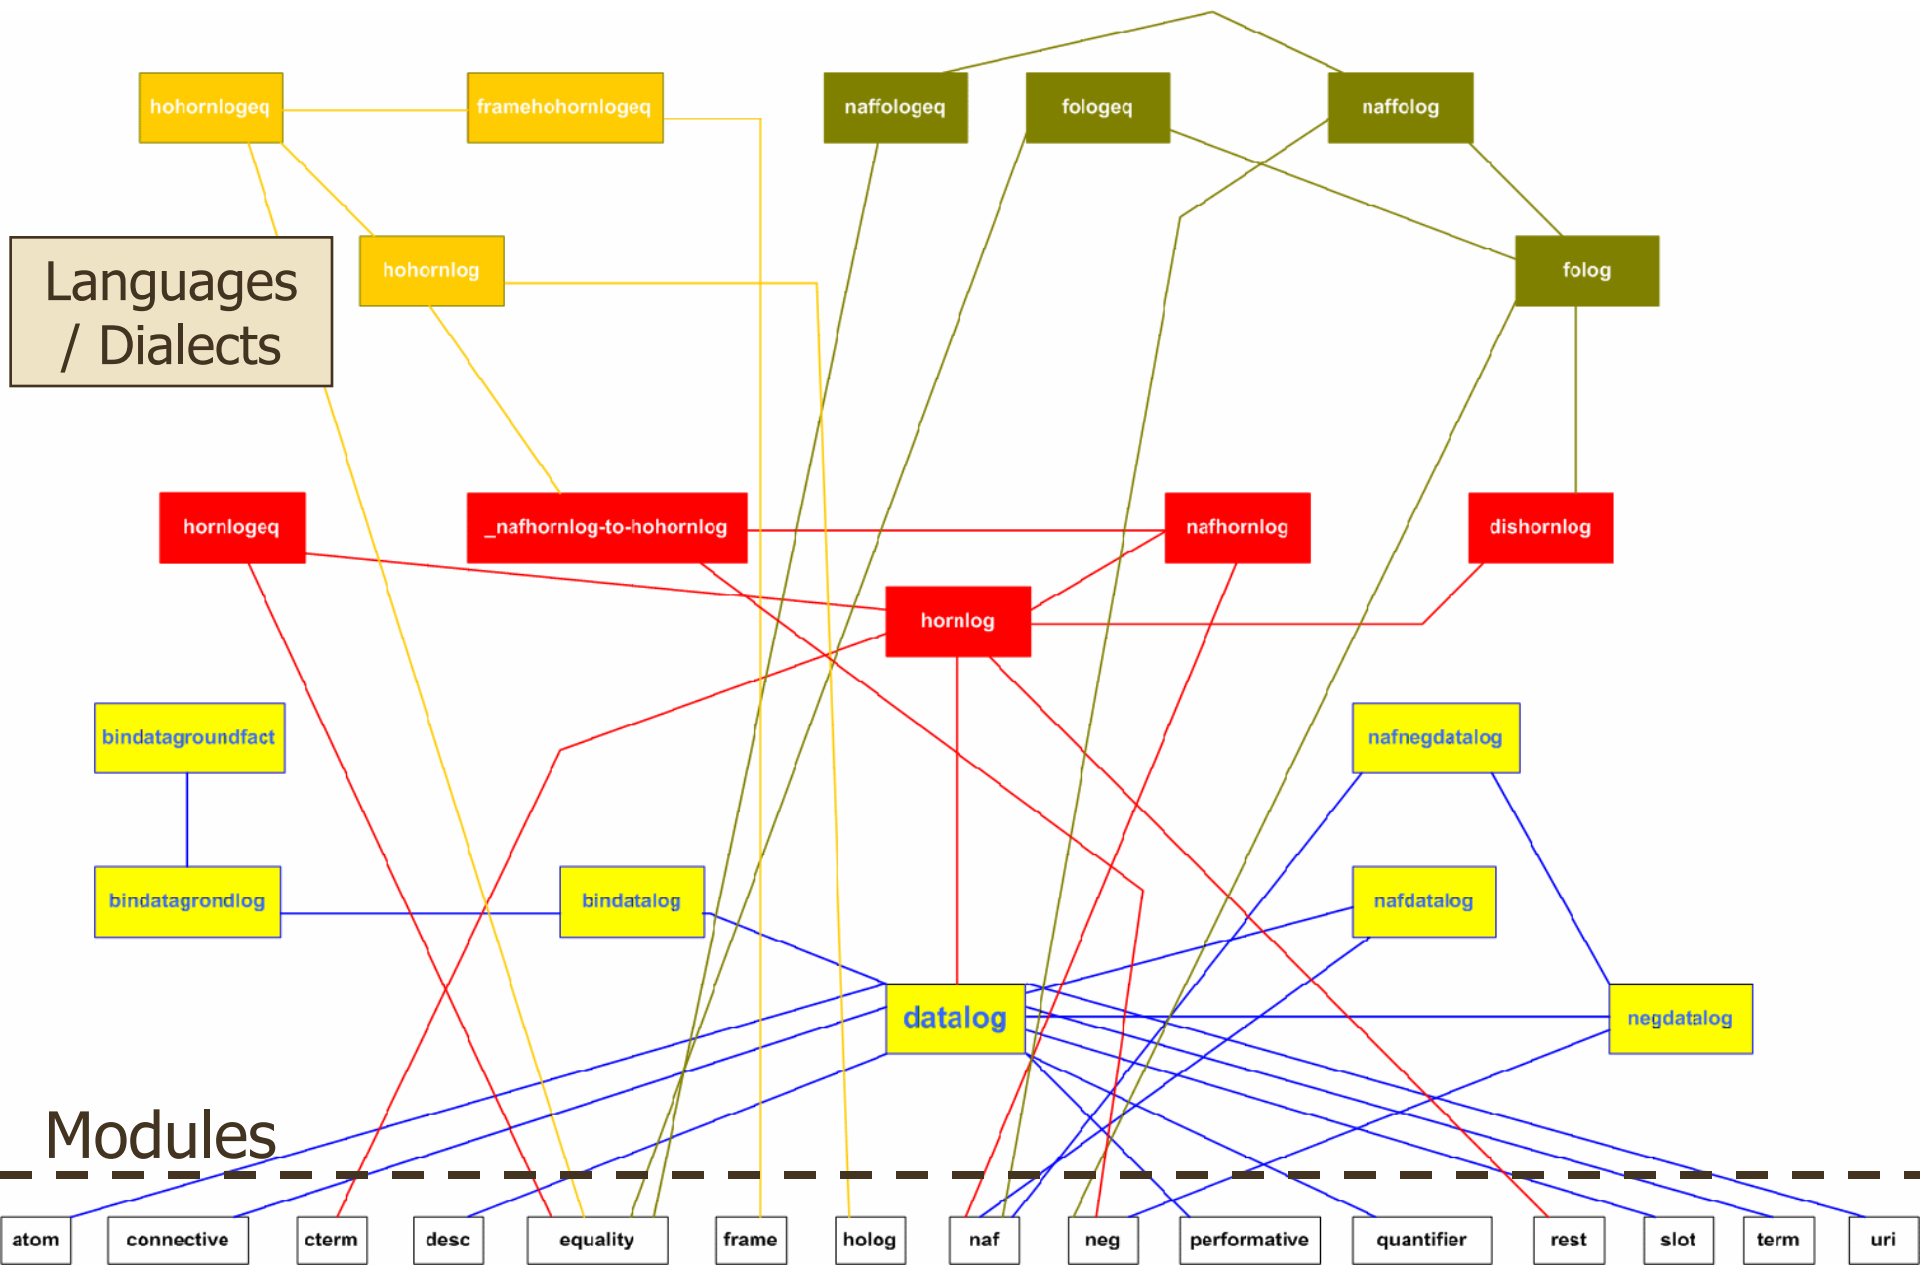 hohornlogeq
framehohornlogeq
naffologeq
fologeq
naffolog
Languages
/ Dialects
hohornlog
folog
hornlogeq
_nafhornlog-to-hohornlog
nafhornlog
dishornlog
hornlog
bindatagroundfact
nafnegdatalog
bindatagrondlog
bindatalog
nafdatalog
datalog
negdatalog
Modules
atom
connective
cterm
desc
equality
frame
holog
naf
neg
performative
quantifier
rest
slot
term
uri